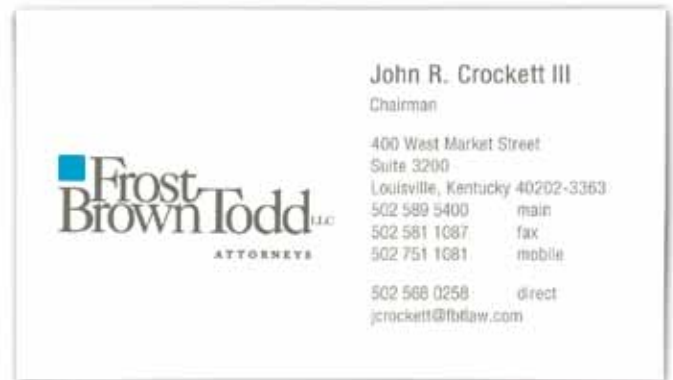 Frost
Brown Todd LLC
ATTORNEYS
John R. Crockett III
Chairman
400 West Market Street
Suite 3200
Louisville, Kentucky 40202-3363
502 589 5400 main
502 581 1087 fax
502 751 1081 mobile
502 568 0258 direct
jcrockett@fbtlaw.com